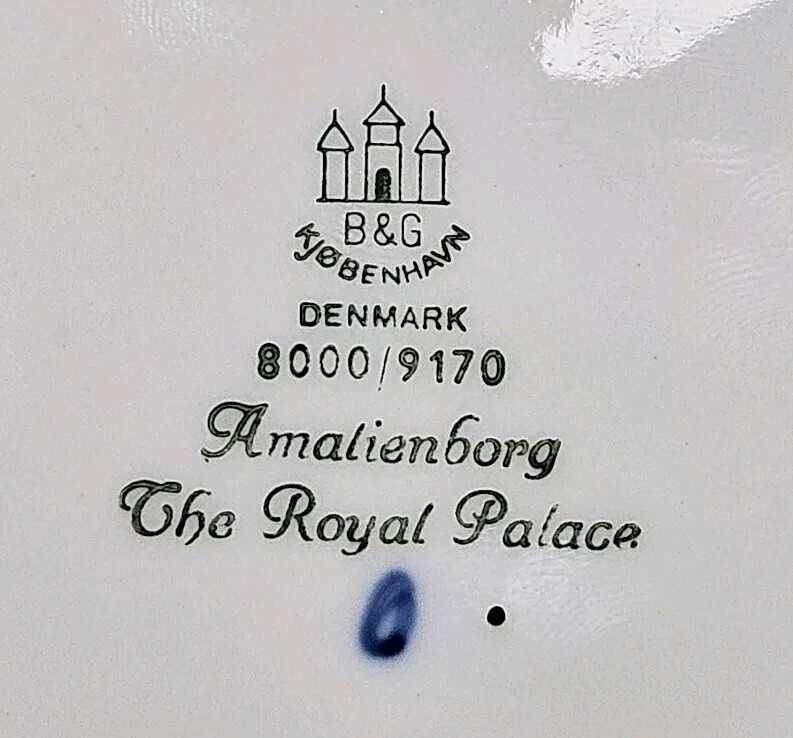 B&G
KJØBENHAVN
DENMARK
8000/9170
Amalienborg
The Royal Palace